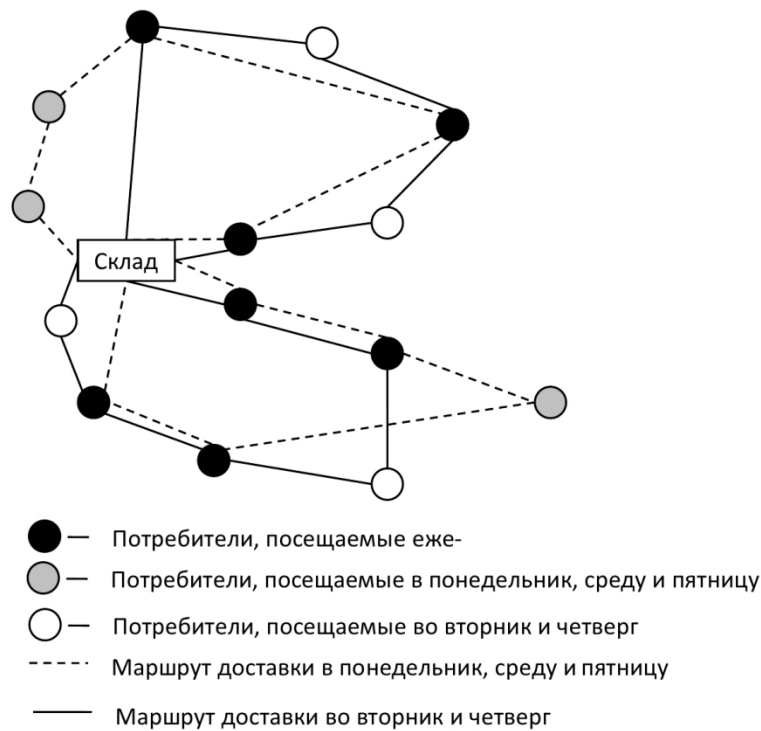 Склад
Потребители, посещаемые еже-
Потребители, посещаемые в понедельник, среду и пятницу
Потребители, посещаемые во вторник и четверг
Маршрут доставки в понедельник, среду и пятницу
Маршрут доставки во вторник и четверг